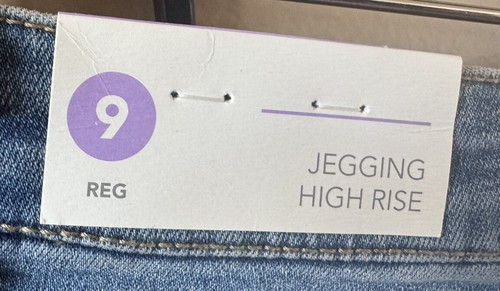 9
REG
JEGGING
HIGH RISE